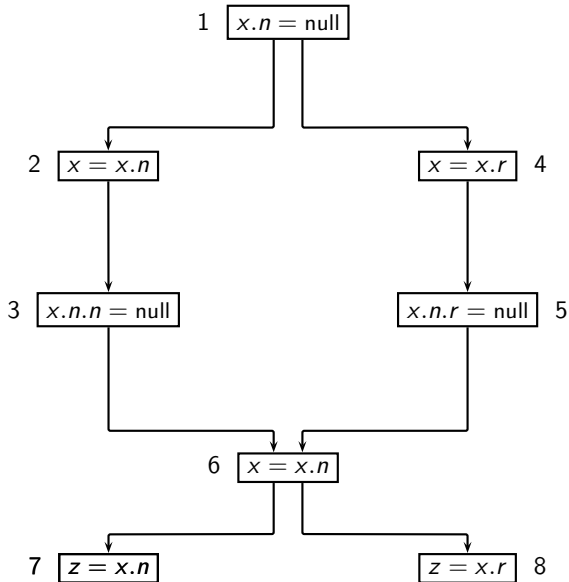 1 x.n = null
2 x = x.n
x = x.r 4
3 x.n.n = null
x.n.r = null 5
6 x = x.n
7 z = x.n
z = x.r 8